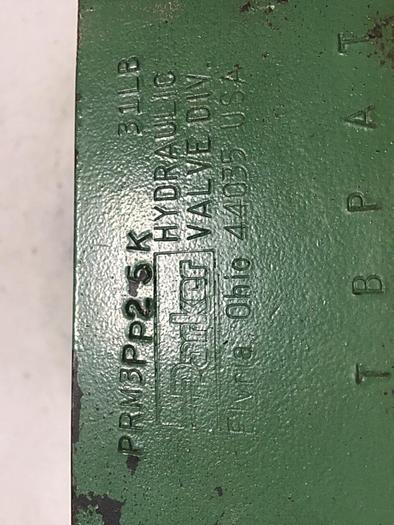 PRM3PP25K 31LB
Parker HYDRAULIC
VALVE DIV.
Elyria, Ohio 44035 USA
T B P A T